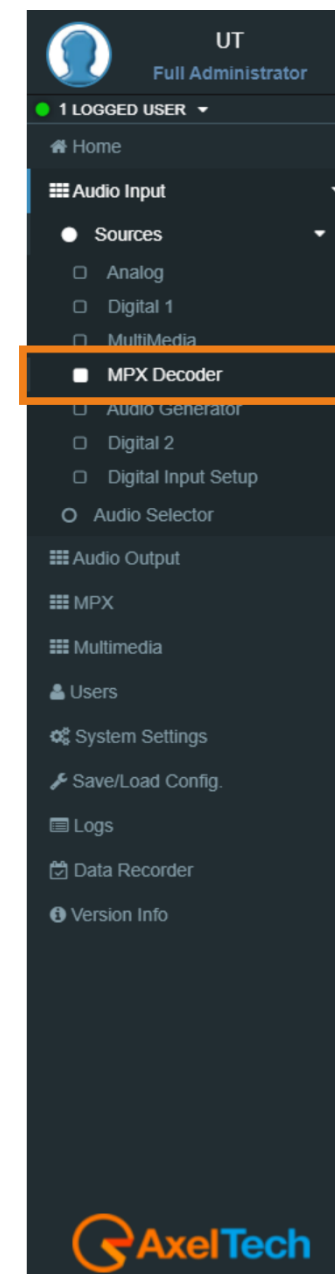 UT
Full Administrator
1 LOGGED USER
Home
Audio Input
Sources
Analog
Digital 1
MultiMedia
MPX Decoder
Audio Generator
Digital 2
Digital Input Setup
Audio Selector
Audio Output
MPX
Multimedia
Users
System Settings
Save/Load Config.
Logs
Data Recorder
Version Info
AxelTech